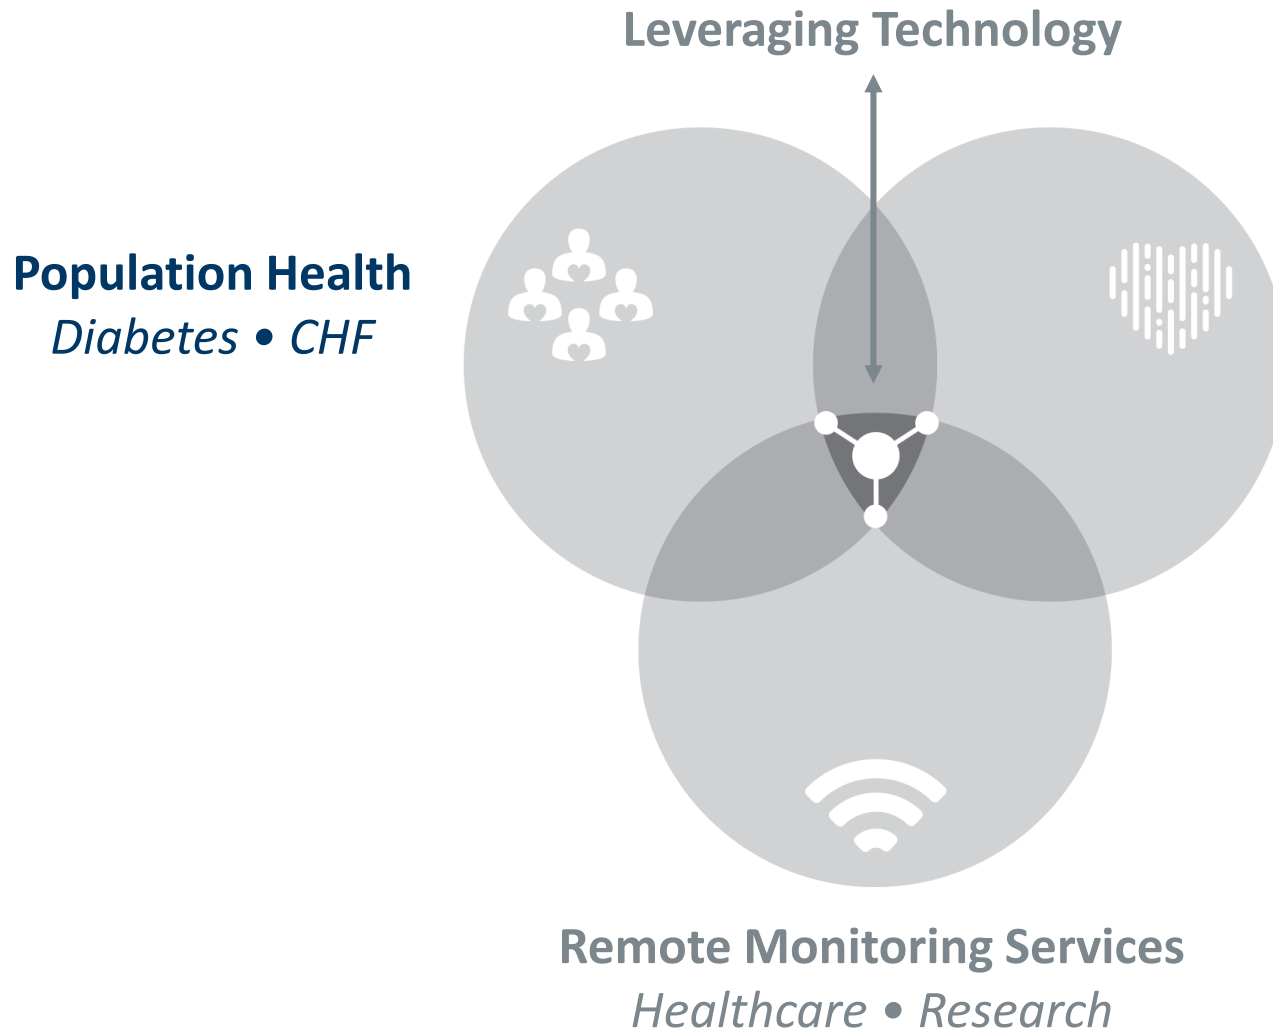 Leveraging Technology
Population Health
Diabetes • CHF
Remote Monitoring Services
Healthcare • Research